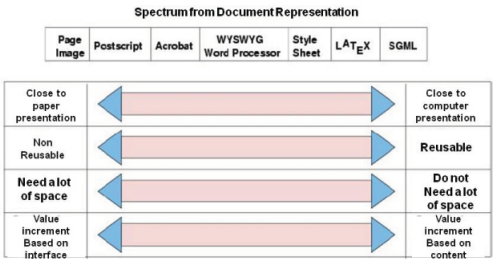 Spectrum from Document Representation
Page Image
Postscript
Acrobat
WYSWYG Word Processor
Style Sheet
LATEX
SGML
Close to
paper
presentation
Close to
computer
presentation
Non
Reusable
Reusable
Need a lot
of space
Do not
Need a lot
of space
Value
increment
Based on
interface
Value
increment
Based on
content